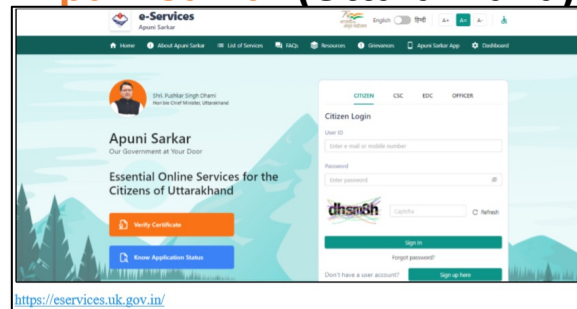 e-Services
Apuni Sarkar
English हिन्दी A+ A A-
Home About Apuni Sarkar List of Services FAQs Resources Grievances Apuni Sarkar App Dashboard
Shri. Pushkar Singh Dhami
Hon'ble Chief Minister, Uttarakhand
Apuni Sarkar
Our Government at Your Door
Essential Online Services for the
Citizens of Uttarakhand
Verify Certificate
Know Application Status
CITIZEN CSC EDC OFFICER
Citizen Login
User ID
Enter e-mail or mobile number
Password
Enter password
dhsm8h Captcha Refresh
Sign in
Forgot password?
Don't have a user account? Sign up here
https://eservices.uk.gov.in/